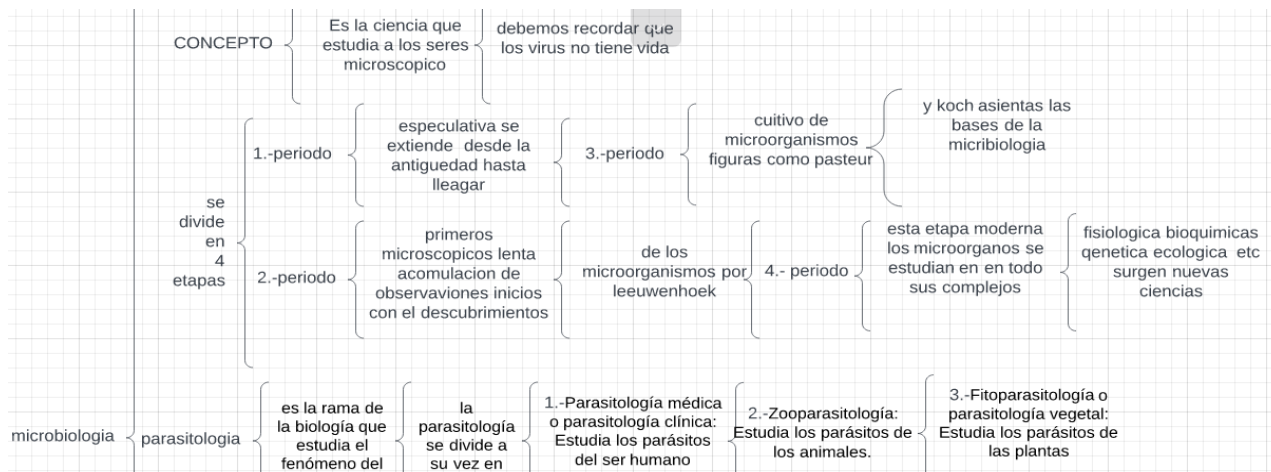 CONCEPTO
Es la ciencia que
estudia a los seres
microscopico
debemos recordar que
los virus no tiene vida
se
divide
en
4
etapas
1.-periodo
especulativa se
extiende desde la
antiguedad hasta
lleagar
3.-periodo
cuitivo de
microorganismos
figuras como pasteur
y koch asientas las
bases de la
micribiologia
2.-periodo
primeros
microscopicos lenta
acomulacion de
observaviones inicios
con el descubrimientos
de los
microorganismos por
leeuwenhoek
4.- periodo
esta etapa moderna
los microorganos se
estudian en en todo
sus complejos
fisiologica bioquimicas
qenetica ecologica etc
surgen nuevas
ciencias
microbiologia
parasitologia
es la rama de
la biología que
estudia el
fenómeno del
la
parasitología
se divide a
su vez en
1.-Parasitología médica
o parasitología clínica:
Estudia los parásitos
del ser humano
2.-Zooparasitología:
Estudia los parásitos de
los animales.
3.-Fitoparasitología o
parasitología vegetal:
Estudia los parásitos de
las plantas